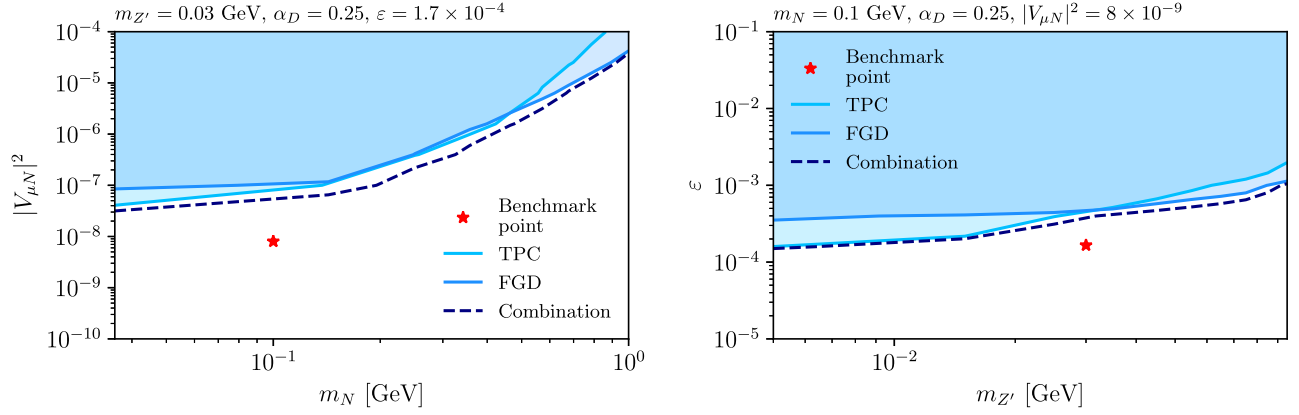 m_{Z'} = 0.03 GeV, α_D = 0.25, ε = 1.7 × 10^{-4}
10^{-4}
10^{-5}
10^{-6}
10^{-7}
10^{-8}
10^{-9}
10^{-10}
|V_{μN}|^2
Benchmark
point
TPC
FGD
Combination
10^{-1}
10^0
m_N [GeV]
m_N = 0.1 GeV, α_D = 0.25, |V_{μN}|^2 = 8 × 10^{-9}
10^{-1}
10^{-2}
10^{-3}
10^{-4}
10^{-5}
ε
Benchmark
point
TPC
FGD
Combination
10^{-2}
m_{Z'} [GeV]